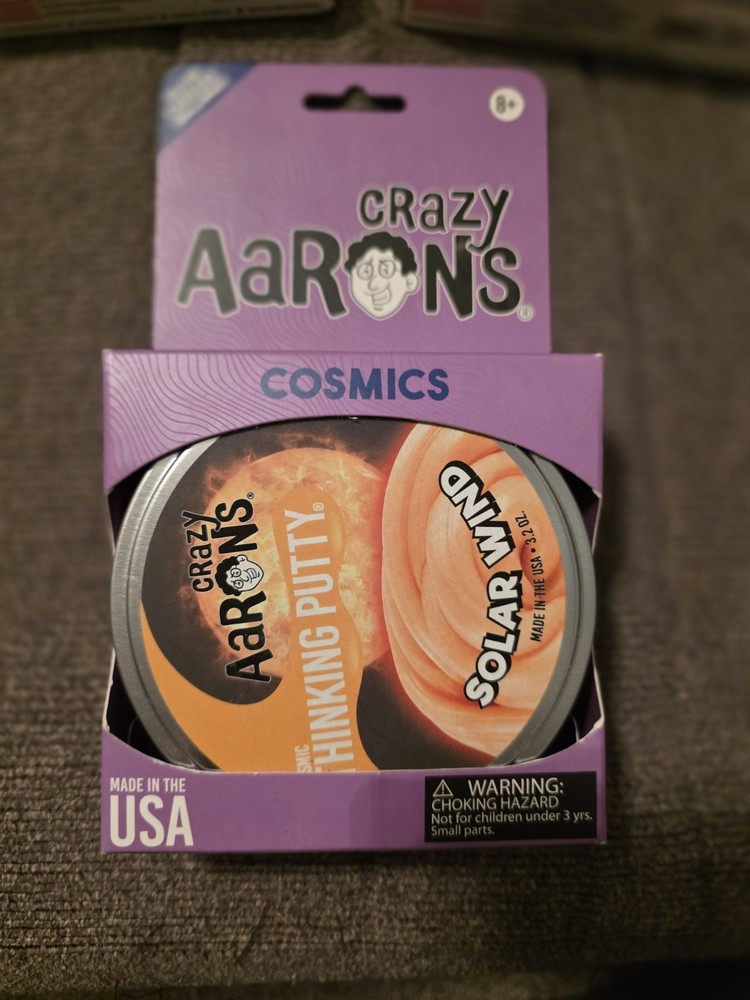 8+
CRAZY
AARONS®
COSMICS
CRAZY
AARONS®
THINKING PUTTY®
SOLAR WIND
MADE IN THE USA • 3.2 OZ.
MADE IN THE
USA
⚠ WARNING:
CHOKING HAZARD
Not for children under 3 yrs.
Small parts.